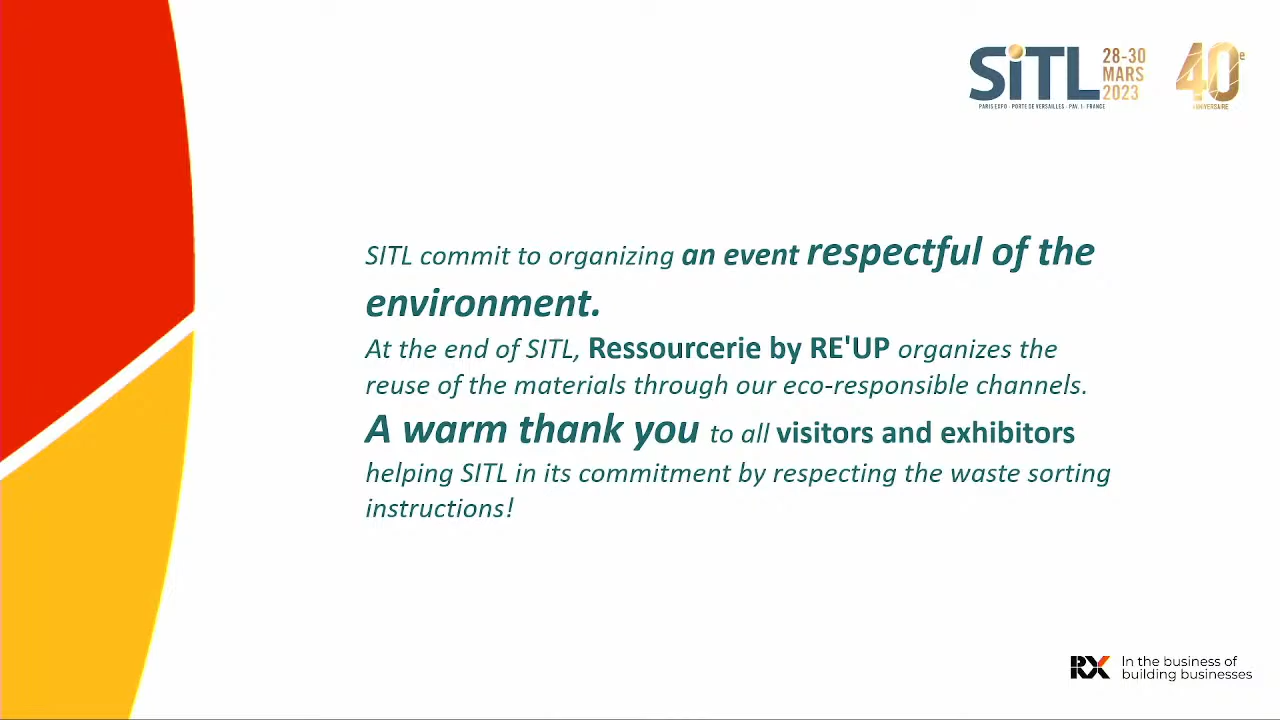 SiTL
28-30
MARS
2023
PARIS EXPO - PORTE DE VERSAILLES - PAV. 1 - FRANCE
40e
ANNIVERSAIRE
SITL commit to organizing an event respectful of the
environment.
At the end of SITL, Ressourcerie by RE'UP organizes the
reuse of the materials through our eco-responsible channels.
A warm thank you to all visitors and exhibitors
helping SITL in its commitment by respecting the waste sorting
instructions!
RX
In the business of
building businesses